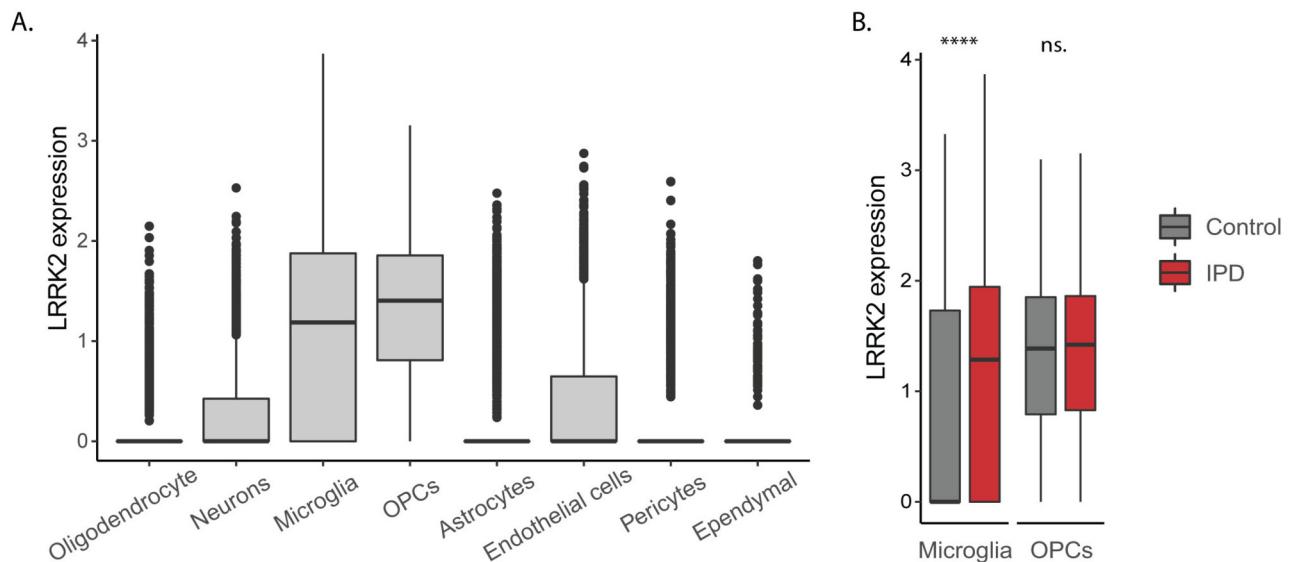 A.
LRRK2 expression
4
3
2
1
0
Oligodendrocyte
Neurons
Microglia
OPCs
Astrocytes
Endothelial cells
Pericytes
Ependymal
B.
**** ns.
LRRK2 expression
4
3
2
1
0
Microglia OPCs
Control
IPD